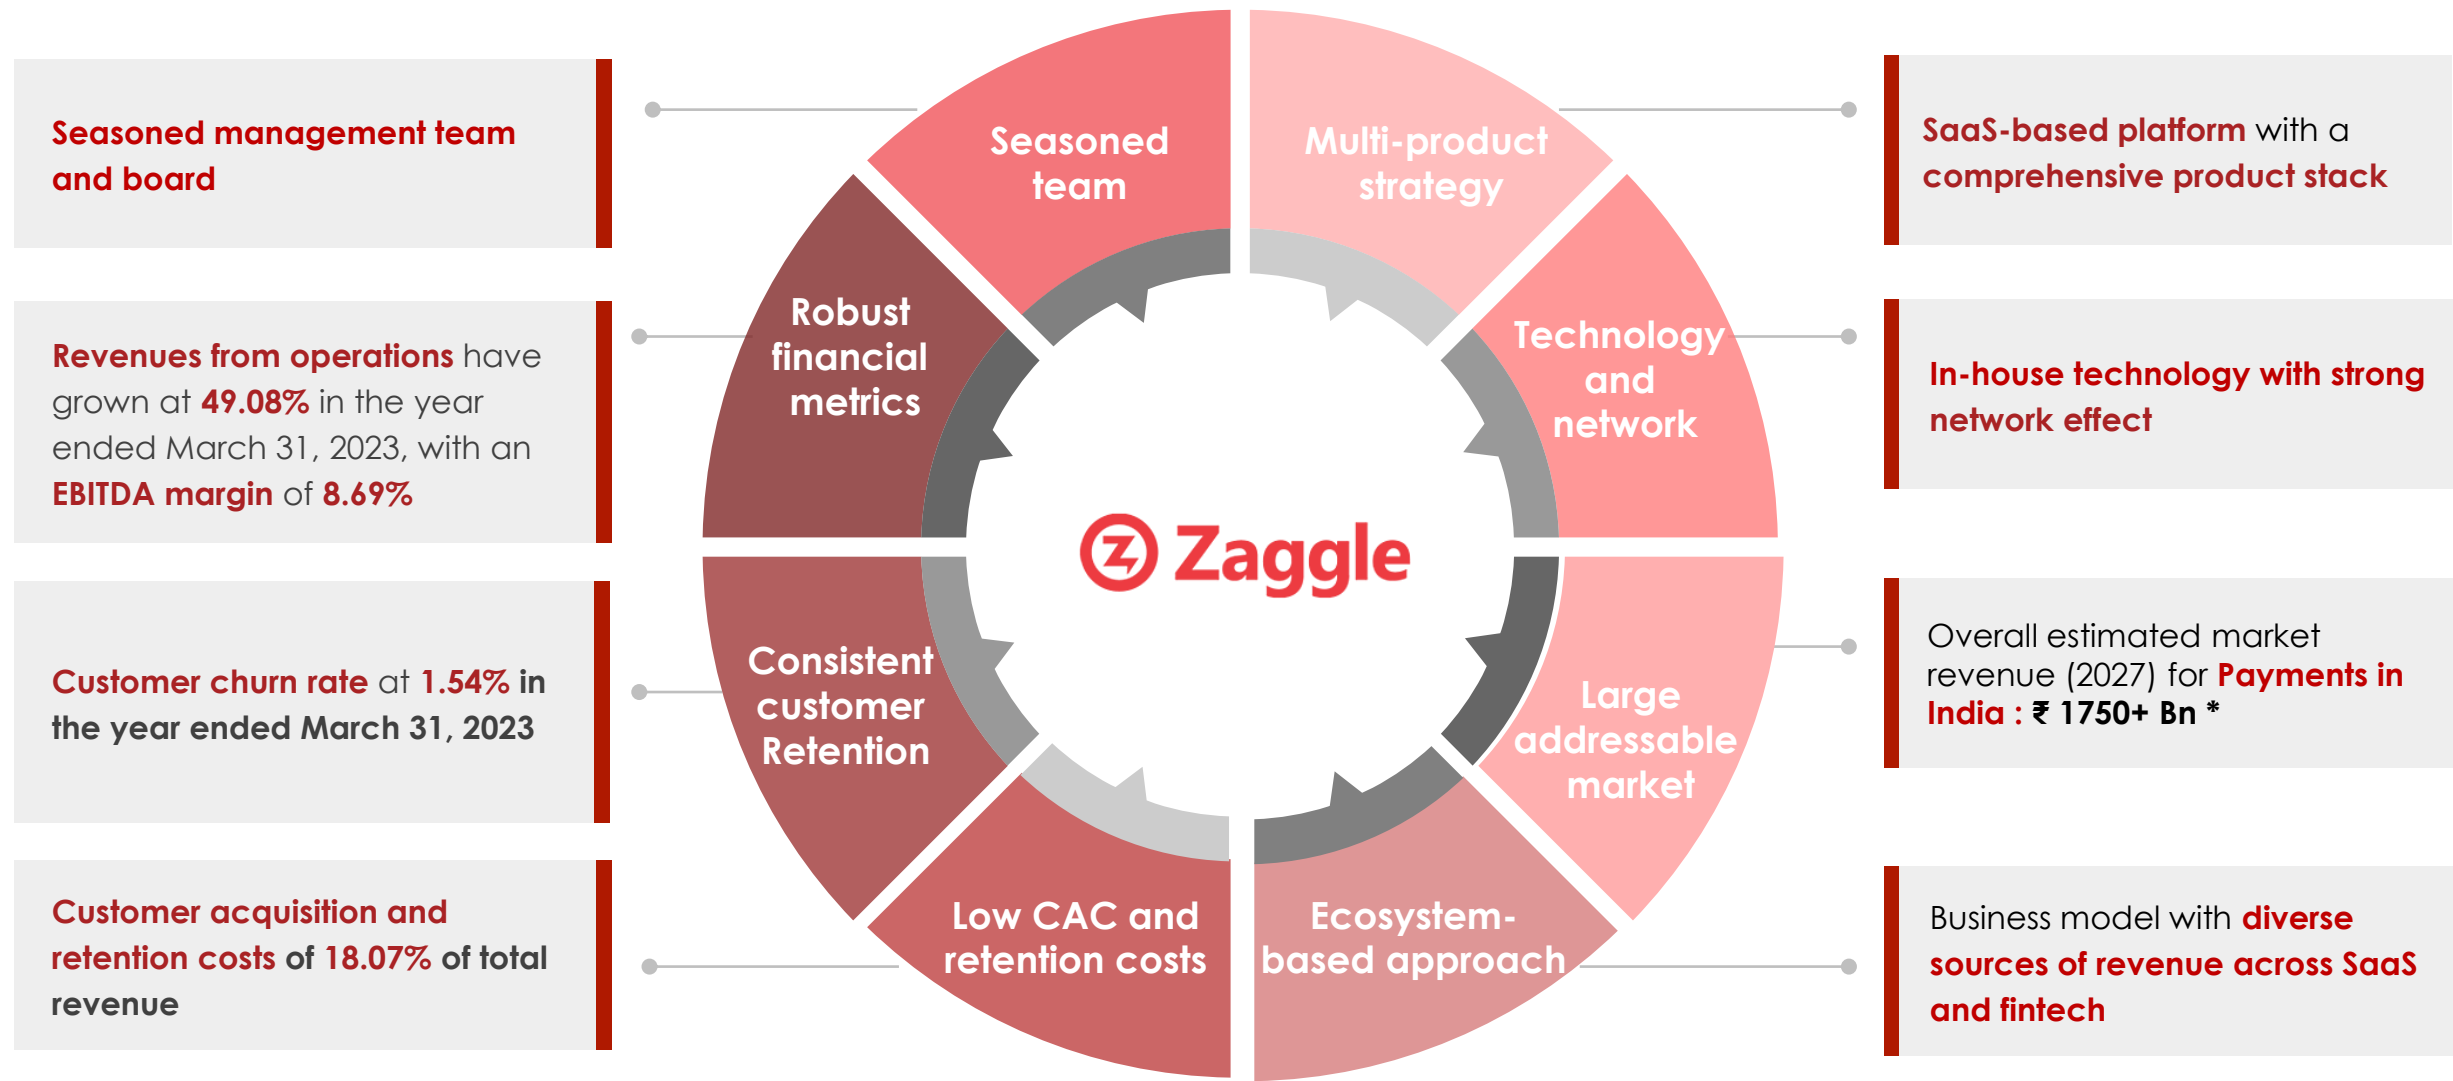 Seasoned management team
and board
Revenues from operations have
grown at 49.08% in the year
ended March 31, 2023, with an
EBITDA margin of 8.69%
Customer churn rate at 1.54% in
the year ended March 31, 2023
Customer acquisition and
retention costs of 18.07% of total
revenue
Seasoned
team
Multi-product
strategy
Robust
financial
metrics
Technology
and
network
Zaggle
Consistent
customer
Retention
Large
addressable
market
Low CAC and
retention costs
Ecosystem-
based approach
SaaS-based platform with a
comprehensive product stack
In-house technology with strong
network effect
Overall estimated market
revenue (2027) for Payments in
India : ₹ 1750+ Bn *
Business model with diverse
sources of revenue across SaaS
and fintech